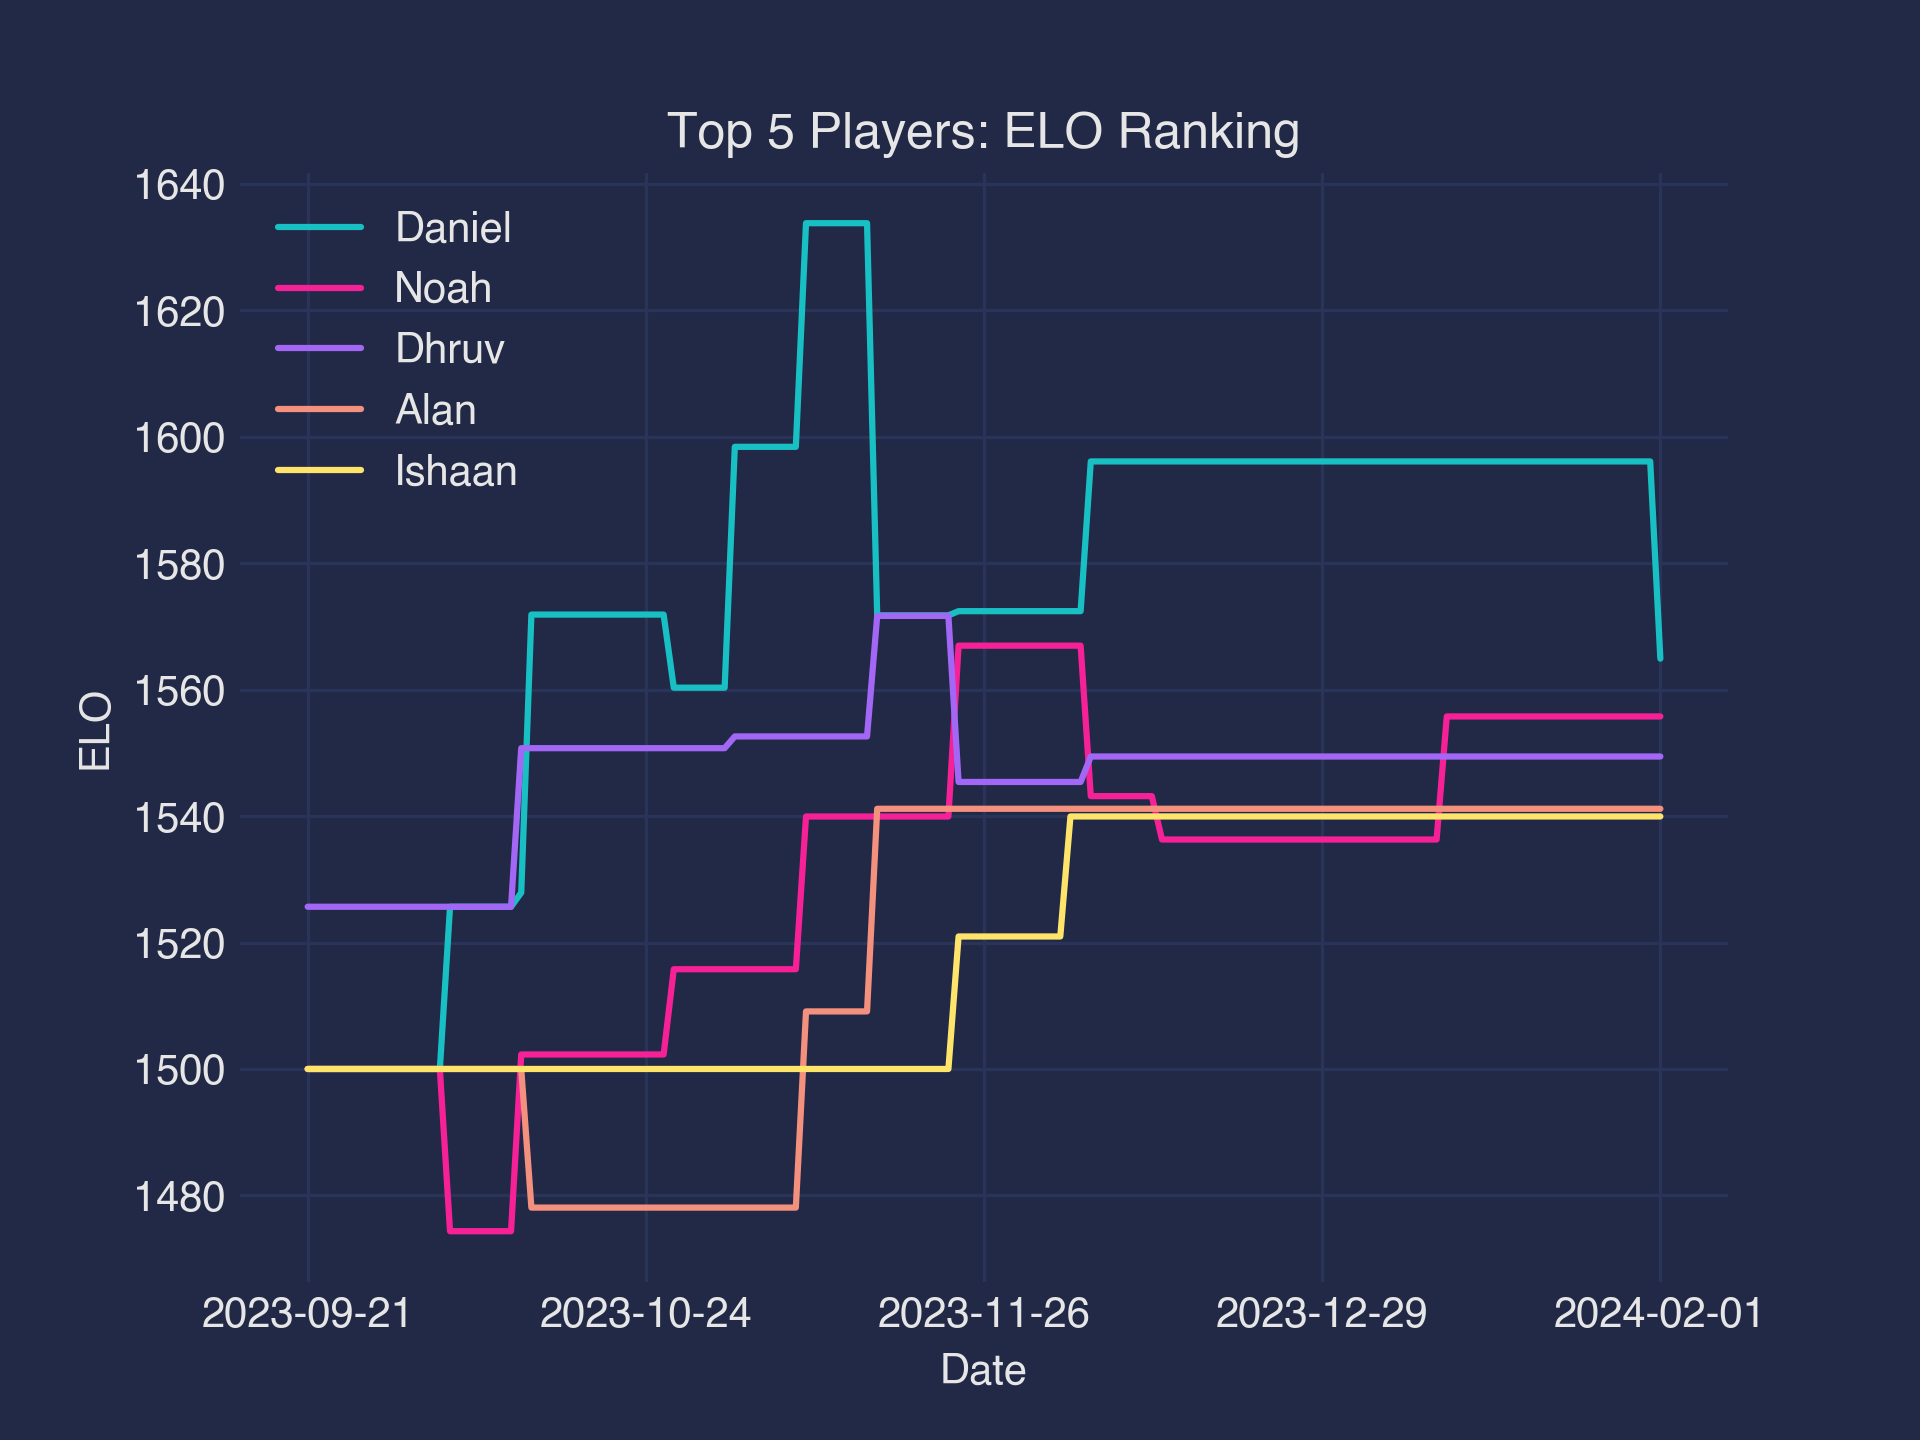 Top 5 Players: ELO Ranking
1640
1620
1600
1580
1560
1540
1520
1500
1480
ELO
Daniel
Noah
Dhruv
Alan
Ishaan
2023-09-21
2023-10-24
2023-11-26
2023-12-29
2024-02-01
Date